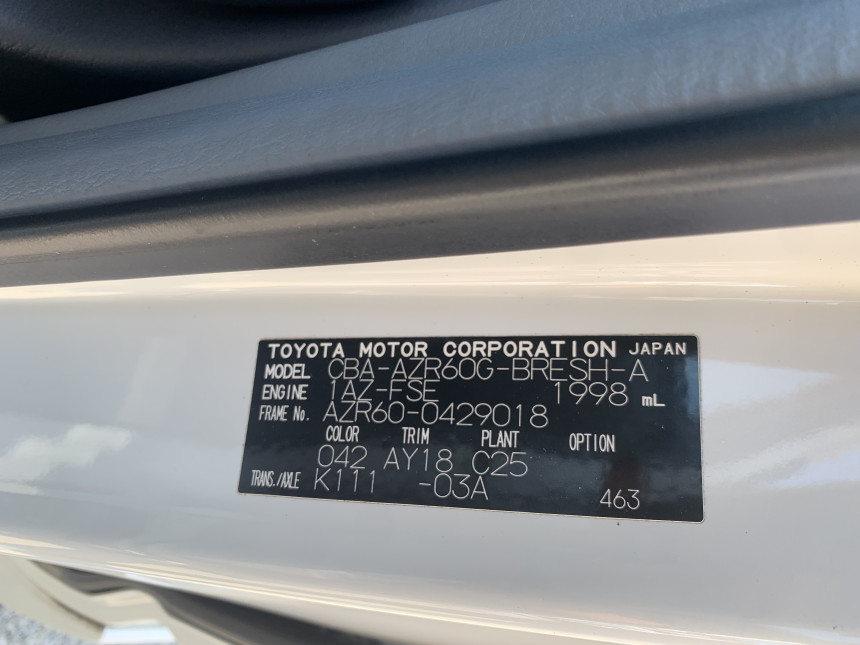 TOYOTA MOTOR CORPORATION JAPAN
MODEL CBA-AZR60G-BRESH-A
ENGINE 1AZ-FSE 1998 mL
FRAME No. AZR60-0429018
COLOR TRIM PLANT OPTION
042 AY18 C25
TRANS./AXLE K111 -03A 463